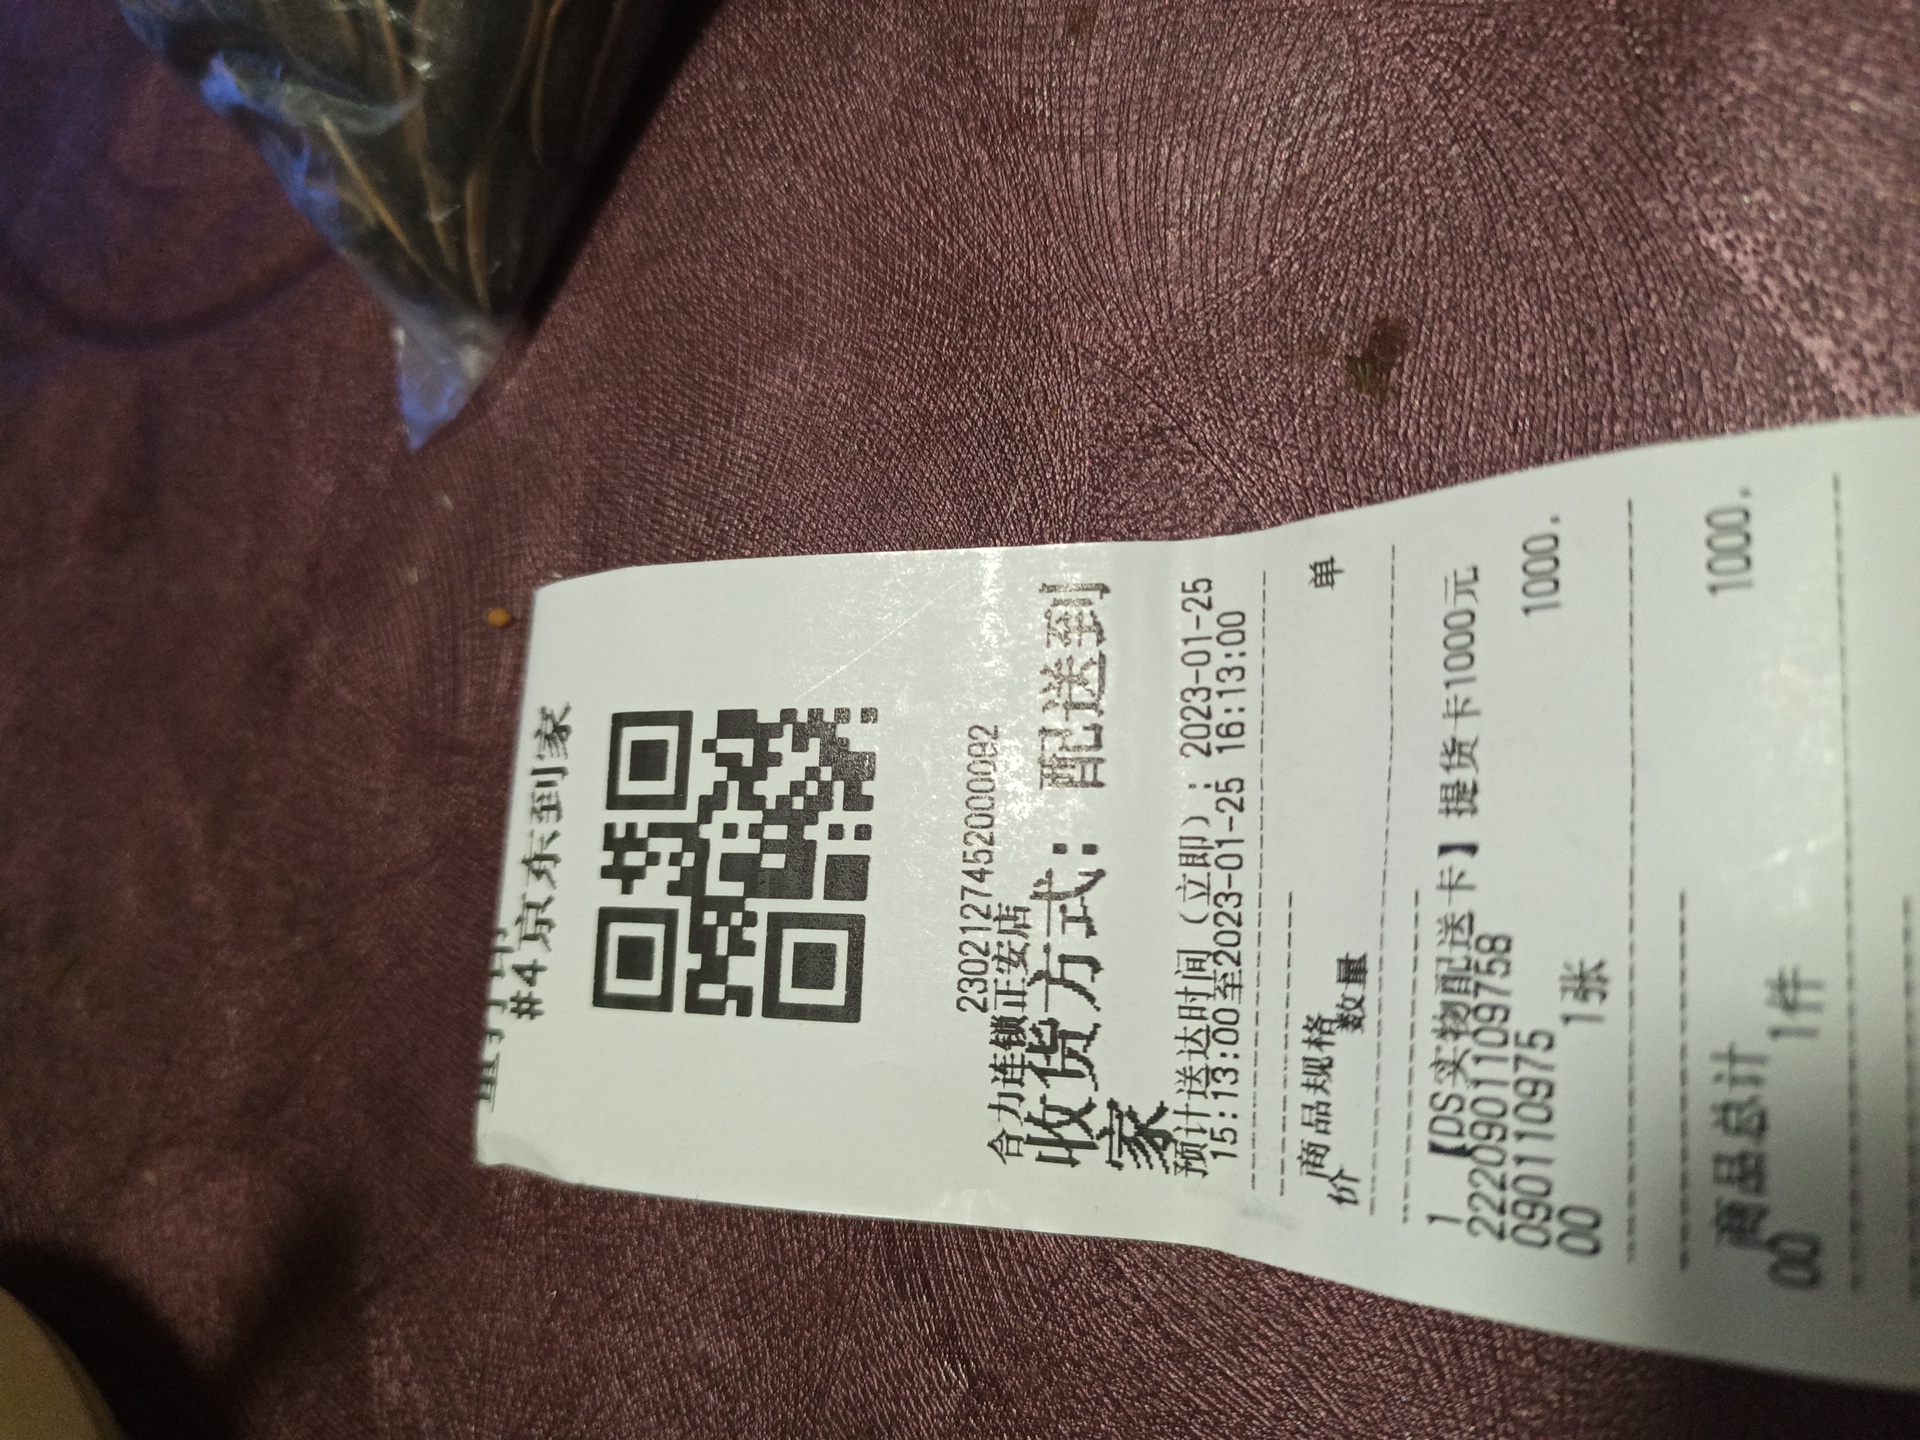 #4京东到家
2302127452000092
合力连锁正安店
收货方式：配送到
家
预计送达时间（立即）：2023-01-25
15:13:00至2023-01-25 16:13:00
商品规格 单
价 数量
1 【DS实物配送卡】提货卡1000元
2220901109758
090110975 1000.
00 1张
商品总计 1000.
00 1件